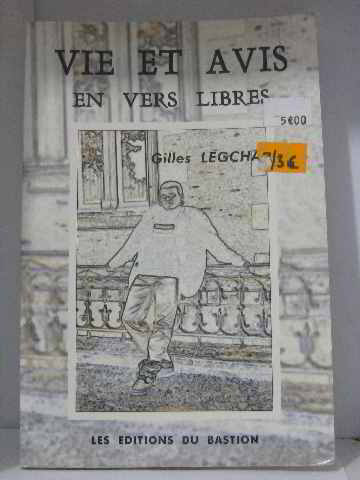 VIE ET AVIS
EN VERS LIBRES
5€00
Gilles
3€
LES EDITIONS DU BASTION